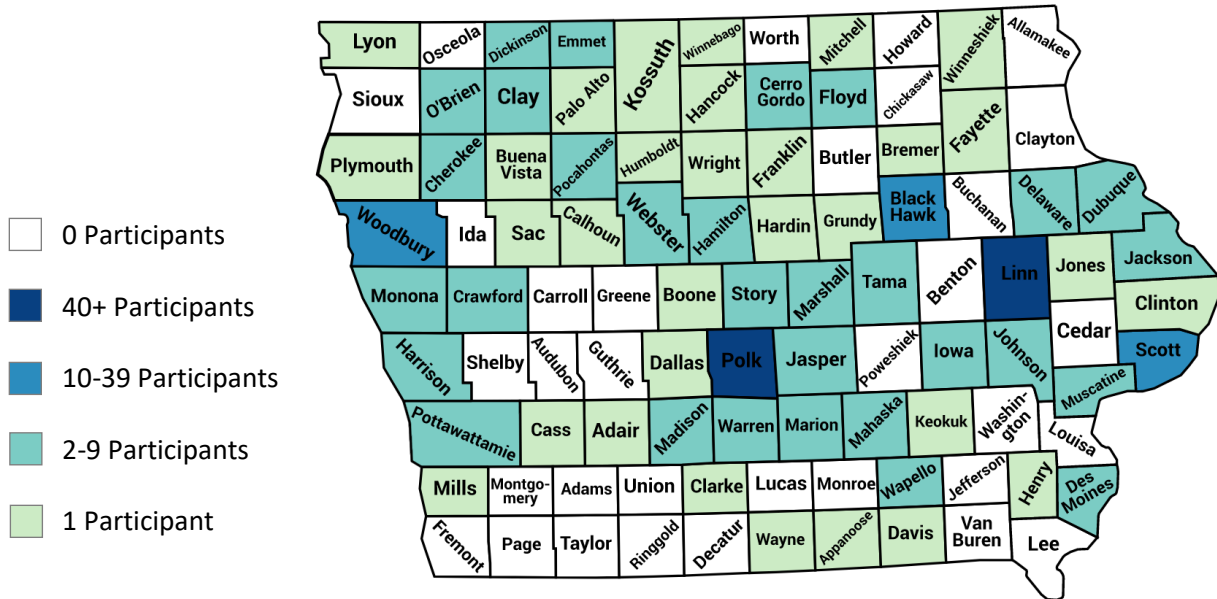 0 Participants
40+ Participants
10-39 Participants
2-9 Participants
1 Participant
Lyon
Osceola
Dickinson
Emmet
Kossuth
Winnebago
Worth
Mitchell
Howard
Winneshiek
Allamakee
Sioux
O'Brien
Clay
Palo Alto
Hancock
Cerro
Gordo
Floyd
Chickasaw
Fayette
Clayton
Plymouth
Cherokee
Buena
Vista
Pocahontas
Humboldt
Wright
Franklin
Butler
Bremer
Woodbury
Ida
Sac
Calhoun
Webster
Hamilton
Hardin
Grundy
Black
Hawk
Buchanan
Delaware
Dubuque
Monona
Crawford
Carroll
Greene
Boone
Story
Marshall
Tama
Benton
Linn
Jones
Jackson
Clinton
Harrison
Shelby
Audubon
Guthrie
Dallas
Polk
Jasper
Poweshiek
Iowa
Johnson
Cedar
Scott
Muscatine
Pottawattamie
Cass
Adair
Madison
Warren
Marion
Mahaska
Keokuk
Washin-
gton
Louisa
Mills
Montgo-
mery
Adams
Union
Clarke
Lucas
Monroe
Wapello
Jefferson
Henry
Des
Moines
Fremont
Page
Taylor
Ringgold
Decatur
Wayne
Appanoose
Davis
Van
Buren
Lee